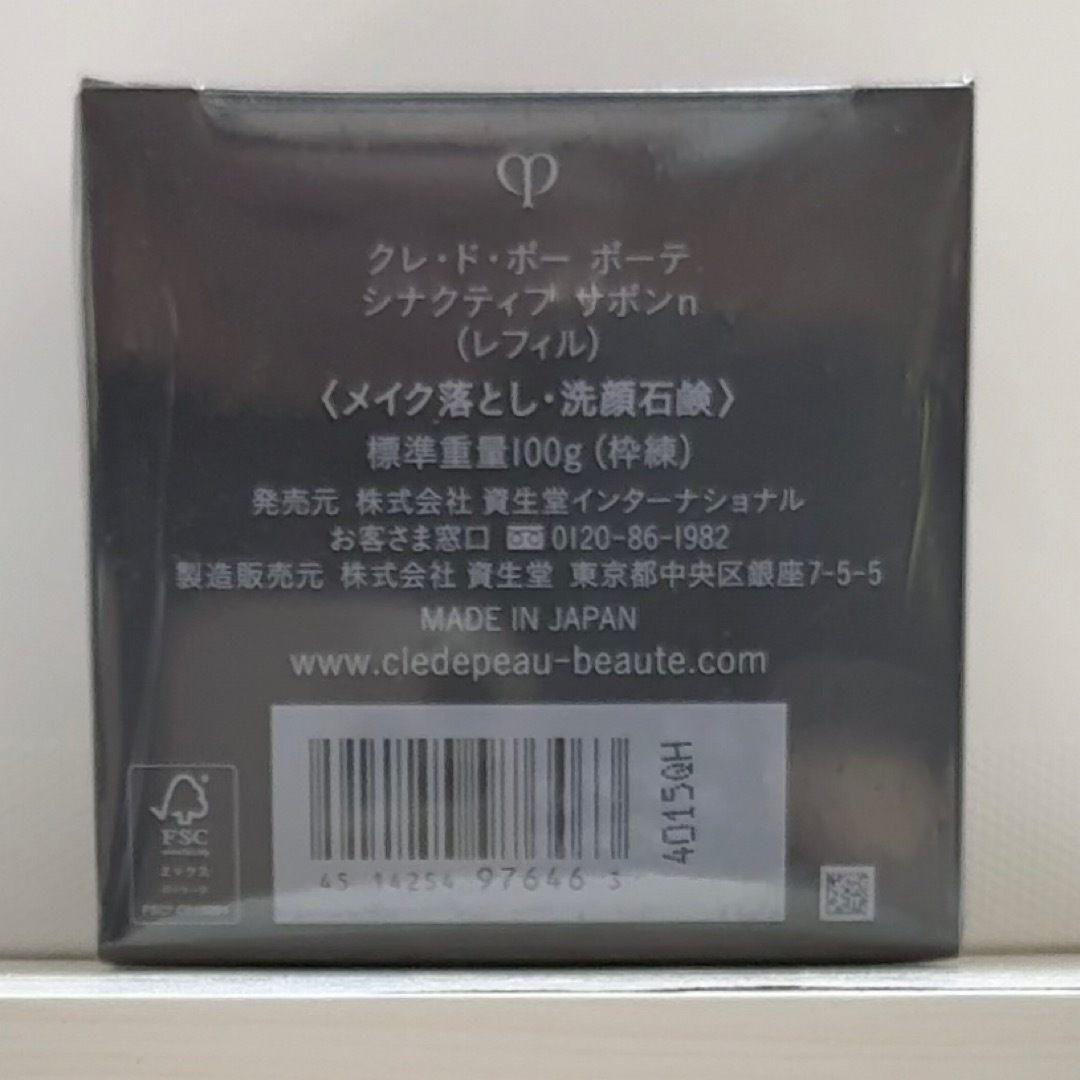 クレ・ド・ポー ボーテ
シナクティフ サボンn
(レフィル)
〈メイク落とし・洗顔石鹸〉
標準重量100g (枠練)
発売元 株式会社 資生堂インターナショナル
お客さま窓口 0120-86-1982
製造販売元 株式会社 資生堂 東京都中央区銀座7-5-5
MADE IN JAPAN
www.cledepeau-beaute.com
4015QH
45 14254 97646 3
FSC
ミックス